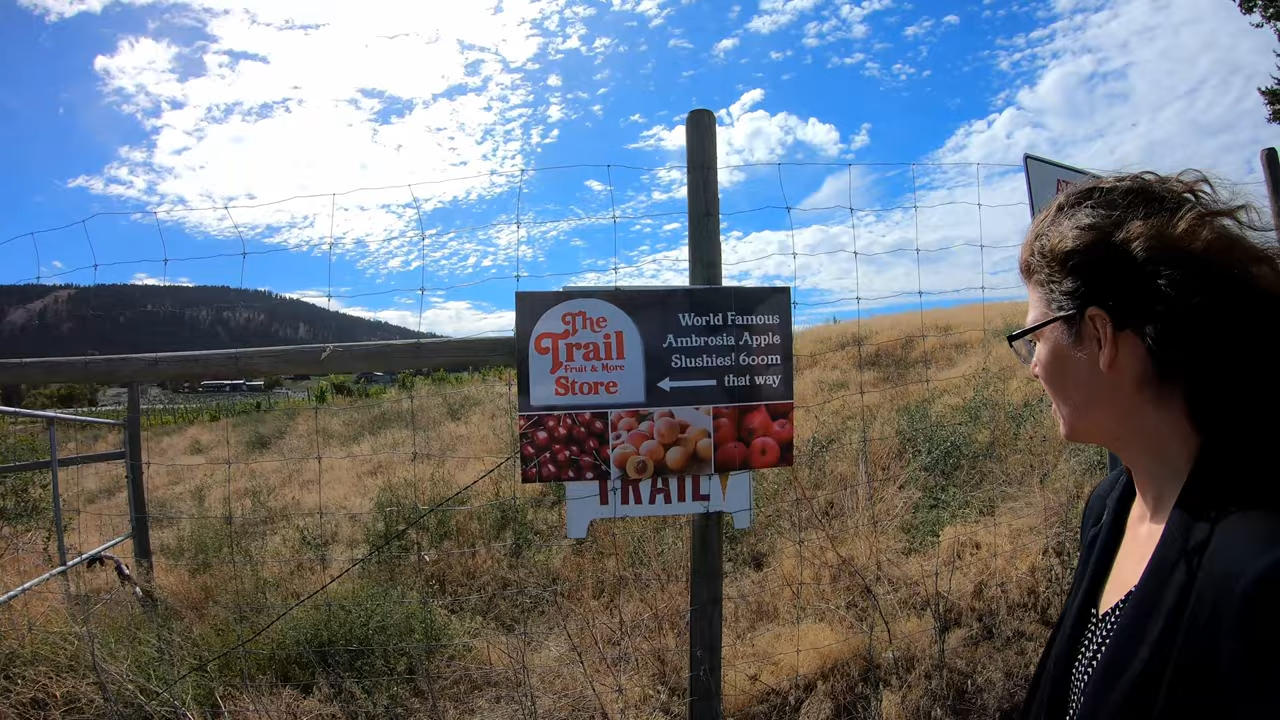 The
Trail
Fruit & More
Store
World Famous
Ambrosia Apple
Slushies! 600m
that way
TRAIL